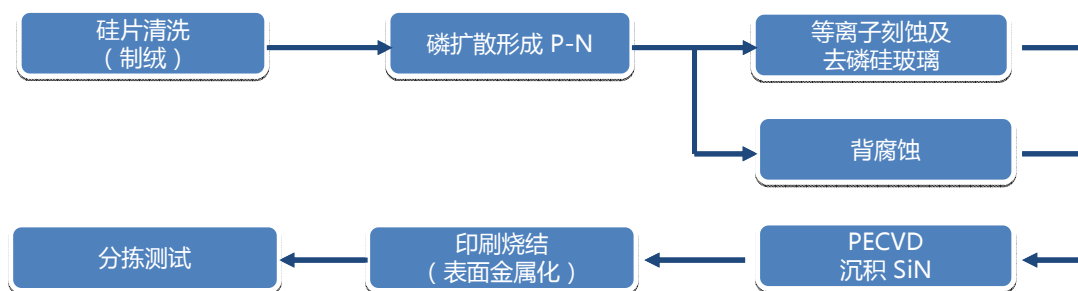 硅片清洗
（制绒）
磷扩散形成 P-N
等离子刻蚀及
去磷硅玻璃
背腐蚀
分拣测试
印刷烧结
（表面金属化）
PECVD
沉积 SiN